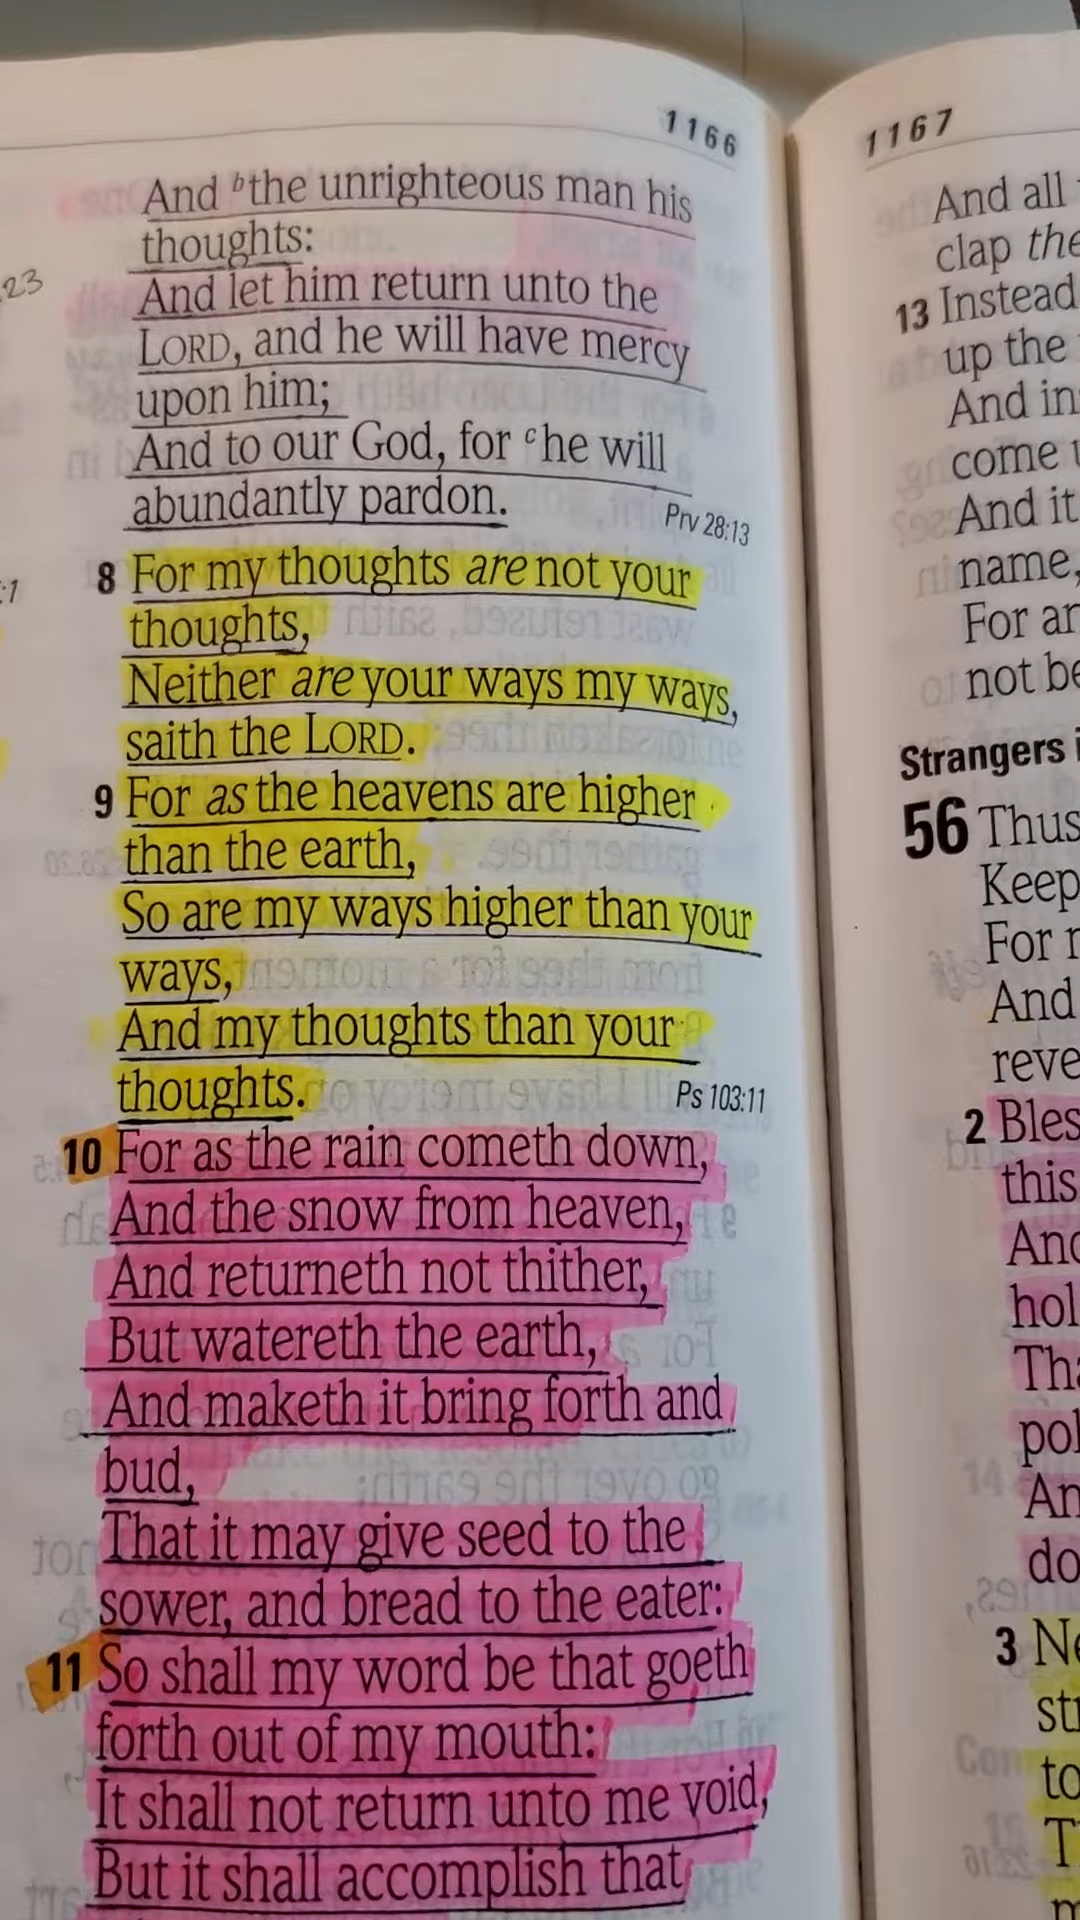 1166
And bthe unrighteous man his
thoughts:
And let him return unto the
LORD, and he will have mercy
upon him;
And to our God, for che will
abundantly pardon.
Prv 28:13
8 For my thoughts are not your
thoughts,
Neither are your ways my ways,
saith the LORD.
9 For as the heavens are higher
than the earth,
So are my ways higher than your
ways,
And my thoughts than your
thoughts.
Ps 103:11
10 For as the rain cometh down,
And the snow from heaven,
And returneth not thither,
But watereth the earth,
And maketh it bring forth and
bud,
That it may give seed to the
sower, and bread to the eater:
11 So shall my word be that goeth
forth out of my mouth:
It shall not return unto me void,
But it shall accomplish that
23
:1
1167
And all
clap the
13 Instead
up the
And in
come
And it
name,
For an
not be
Strangers
56 Thus
Keep
For
And
reve
2 Bles
this
And
hol
Tha
pol
An
do
3 Ne
str
to